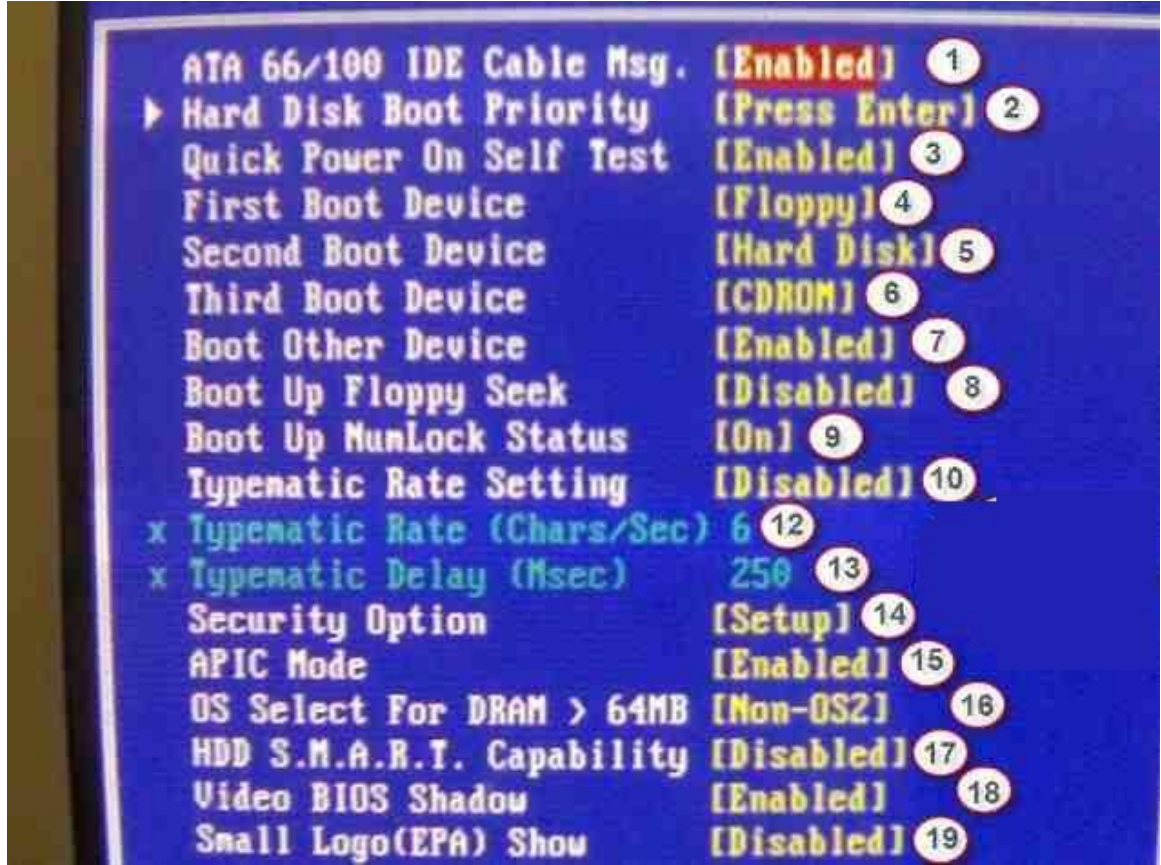 ATA 66/100 IDE Cable Msg. [Enabled] 1
Hard Disk Boot Priority [Press Enter] 2
Quick Power On Self Test [Enabled] 3
First Boot Device [Floppy] 4
Second Boot Device [Hard Disk] 5
Third Boot Device [CDROM] 6
Boot Other Device [Enabled] 7
Boot Up Floppy Seek [Disabled] 8
Boot Up NumLock Status [On] 9
Typematic Rate Setting [Disabled] 10
x Typematic Rate (Chars/Sec) 6 12
x Typematic Delay (Msec) 250 13
Security Option [Setup] 14
APIC Mode [Enabled] 15
OS Select For DRAM > 64MB [Non-OS2] 16
HDD S.M.A.R.T. Capability [Disabled] 17
Video BIOS Shadow [Enabled] 18
Small Logo(EPA) Show [Disabled] 19